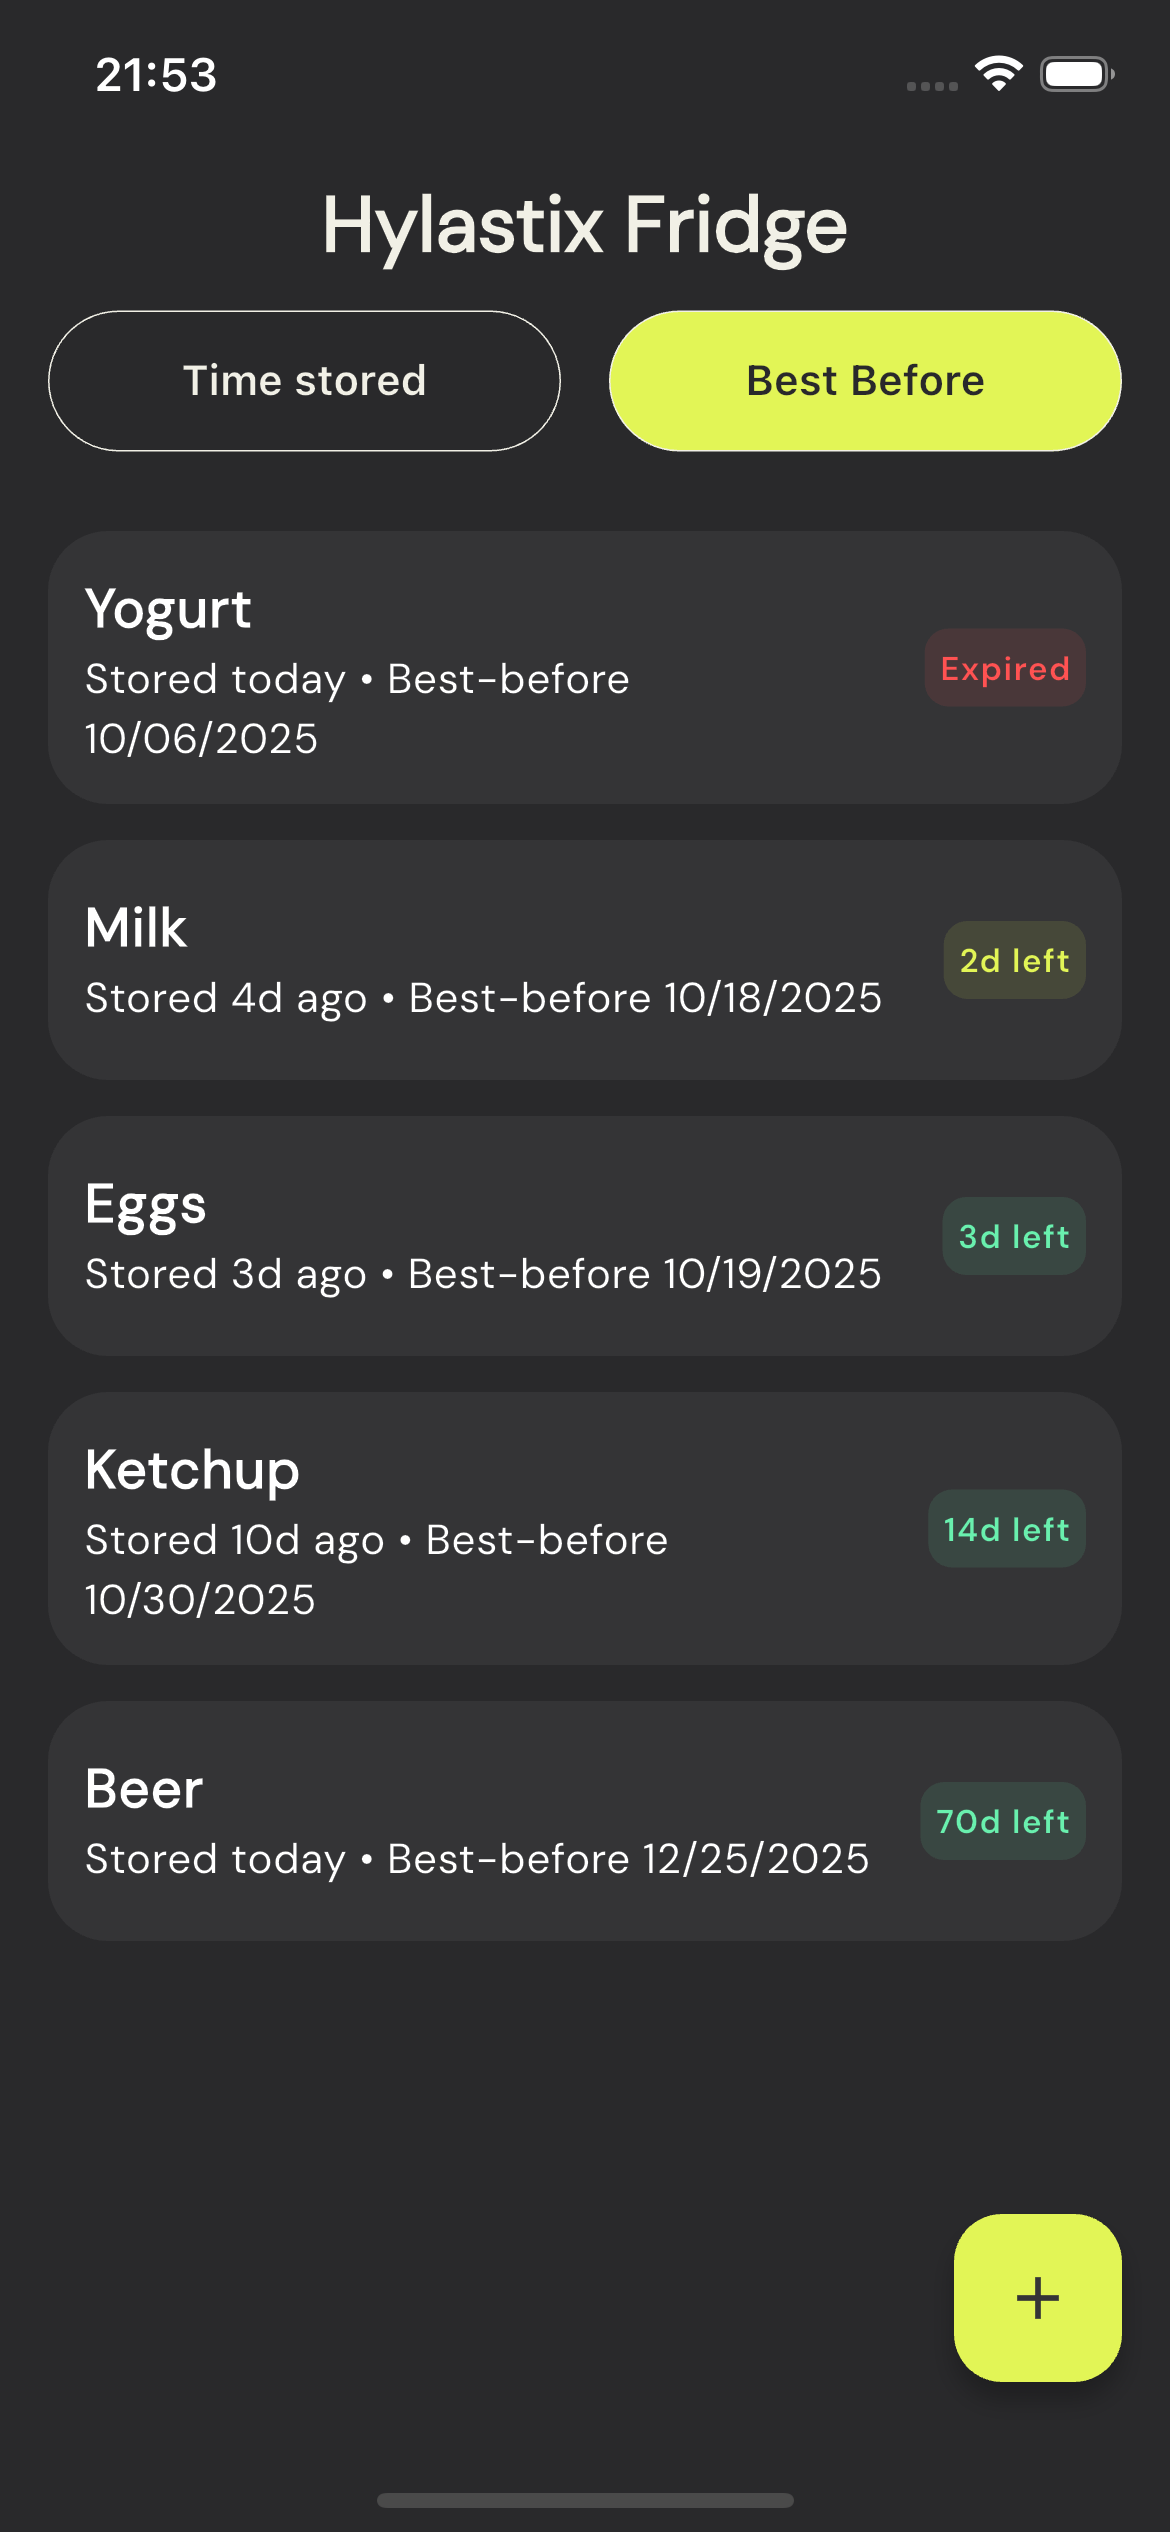 21:53
Hylastix Fridge
Time stored
Best Before
Yogurt
Stored today • Best-before
10/06/2025
Expired
Milk
Stored 4d ago • Best-before 10/18/2025
2d left
Eggs
Stored 3d ago • Best-before 10/19/2025
3d left
Ketchup
Stored 10d ago • Best-before
10/30/2025
14d left
Beer
Stored today • Best-before 12/25/2025
70d left
+